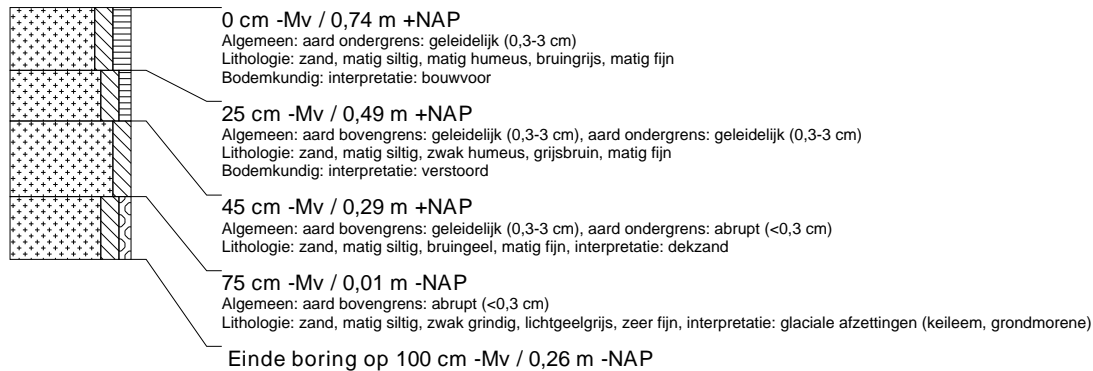 0 cm -Mv / 0,74 m +NAP
Algemeen: aard ondergrens: geleidelijk (0,3-3 cm)
Lithologie: zand, matig siltig, matig humeus, bruingrijs, matig fijn
Bodemkundig: interpretatie: bouwvoor
25 cm -Mv / 0,49 m +NAP
Algemeen: aard bovengrens: geleidelijk (0,3-3 cm), aard ondergrens: geleidelijk (0,3-3 cm)
Lithologie: zand, matig siltig, zwak humeus, grijsbruin, matig fijn
Bodemkundig: interpretatie: verstoord
45 cm -Mv / 0,29 m +NAP
Algemeen: aard bovengrens: geleidelijk (0,3-3 cm), aard ondergrens: abrupt (<0,3 cm)
Lithologie: zand, matig siltig, bruingeel, matig fijn, interpretatie: dekzand
75 cm -Mv / 0,01 m -NAP
Algemeen: aard bovengrens: abrupt (<0,3 cm)
Lithologie: zand, matig siltig, zwak grindig, lichtgeelgrijs, zeer fijn, interpretatie: glaciale afzettingen (keileem, grondmorene)
Einde boring op 100 cm -Mv / 0,26 m -NAP